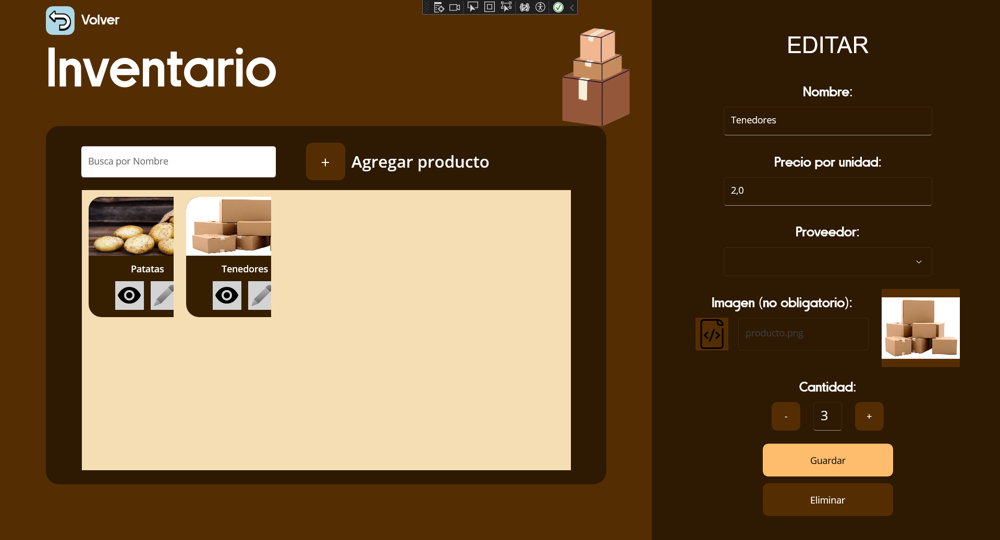 Volver
Inventario
Busca por Nombre
+
Agregar producto
Patatas
Tenedores
EDITAR
Nombre:
Tenedores
Precio por unidad:
2,0
Proveedor:
Imagen (no obligatorio):
</>
producto.png
Cantidad:
- 3 +
Guardar
Eliminar